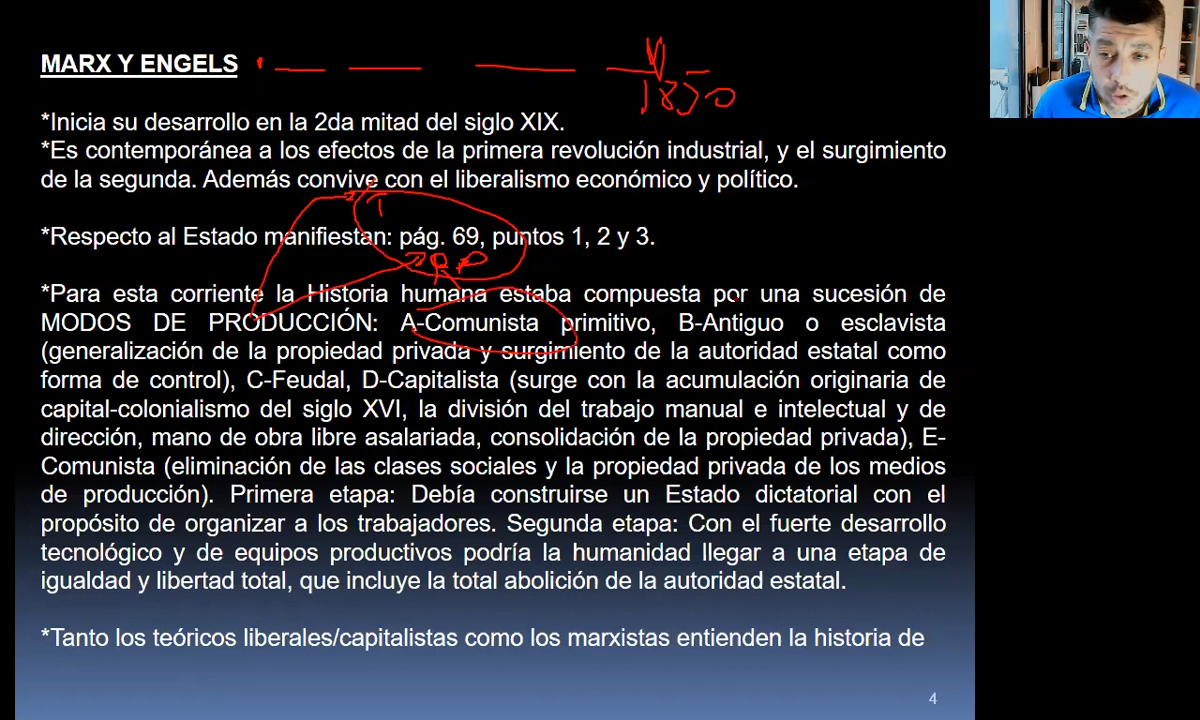 MARX Y ENGELS
1850
*Inicia su desarrollo en la 2da mitad del siglo XIX.
*Es contemporánea a los efectos de la primera revolución industrial, y el surgimiento
de la segunda. Además convive con el liberalismo económico y político.
*Respecto al Estado manifiestan: pág. 69, puntos 1, 2 y 3.
*Para esta corriente la Historia humana estaba compuesta por una sucesión de
MODOS DE PRODUCCIÓN: A-Comunista primitivo, B-Antiguo o esclavista
(generalización de la propiedad privada y surgimiento de la autoridad estatal como
forma de control), C-Feudal, D-Capitalista (surge con la acumulación originaria de
capital-colonialismo del siglo XVI, la división del trabajo manual e intelectual y de
dirección, mano de obra libre asalariada, consolidación de la propiedad privada), E-
Comunista (eliminación de las clases sociales y la propiedad privada de los medios
de producción). Primera etapa: Debía construirse un Estado dictatorial con el
propósito de organizar a los trabajadores. Segunda etapa: Con el fuerte desarrollo
tecnológico y de equipos productivos podría la humanidad llegar a una etapa de
igualdad y libertad total, que incluye la total abolición de la autoridad estatal.
*Tanto los teóricos liberales/capitalistas como los marxistas entienden la historia de
4